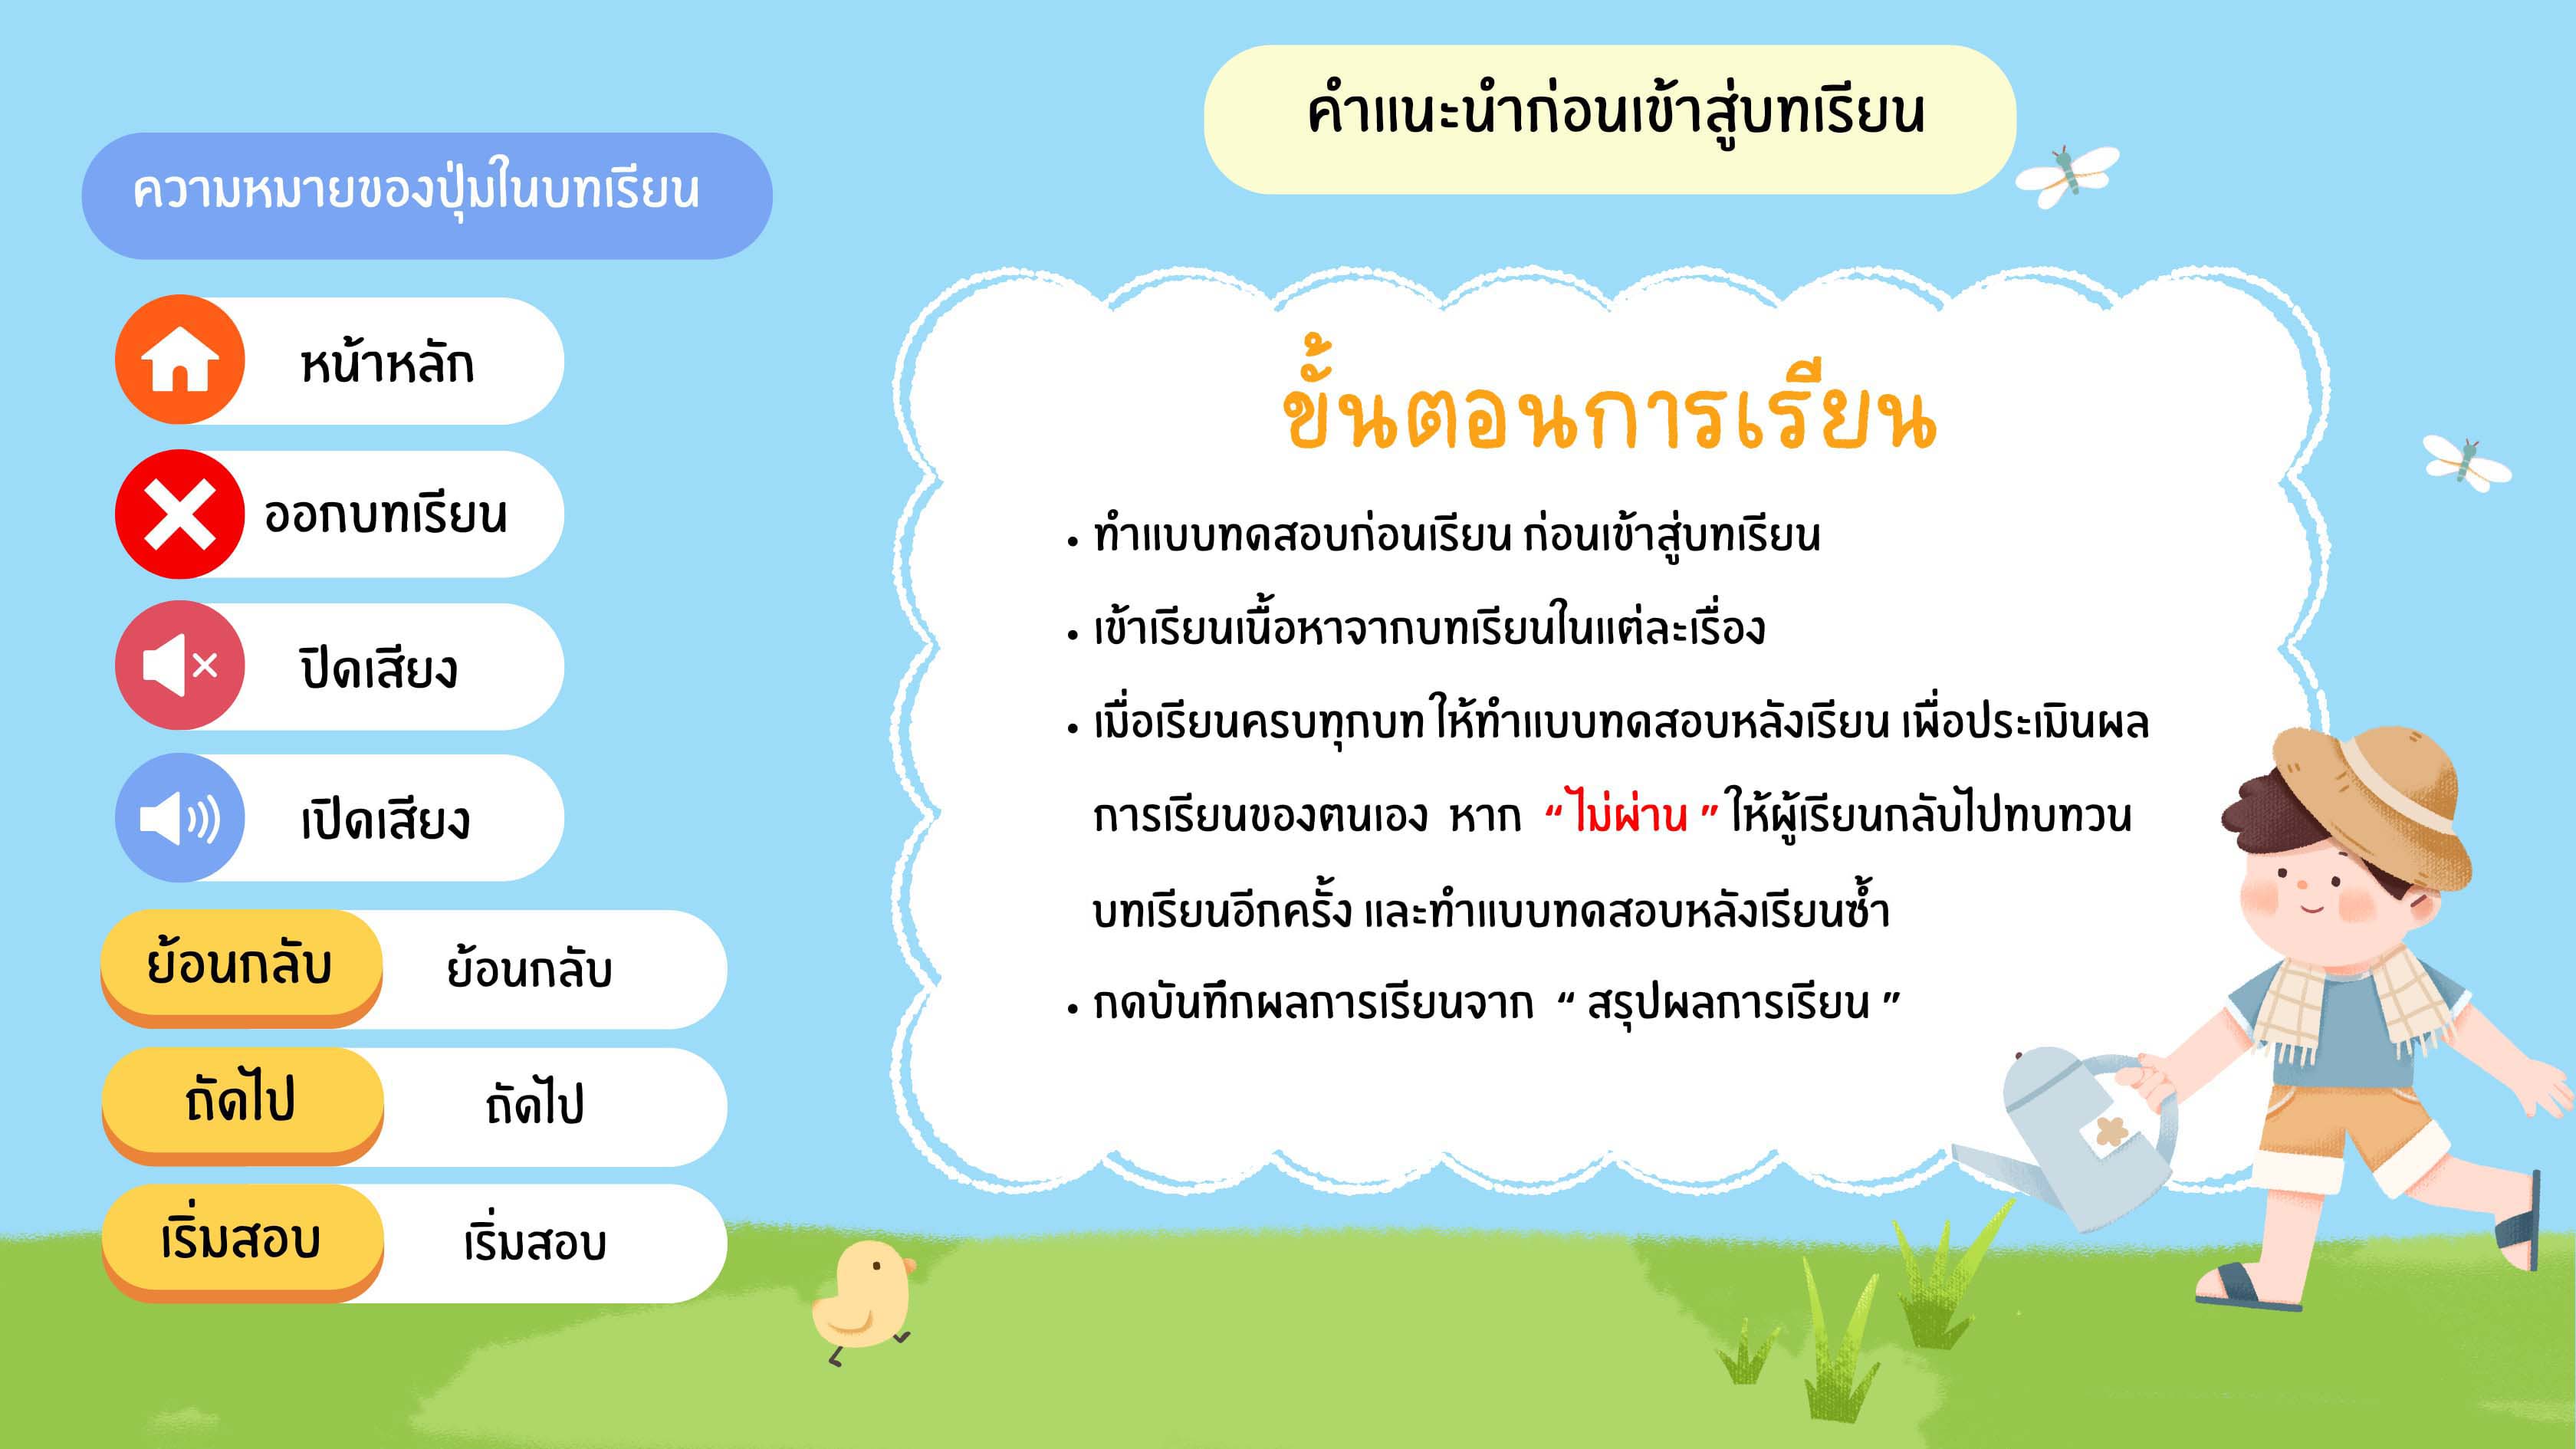 คำแนะนำก่อนเข้าสู่บทเรียน
ความหมายของปุ่มในบทเรียน
หน้าหลัก
ออกบทเรียน
ปิดเสียง
เปิดเสียง
ย้อนกลับ ย้อนกลับ
ถัดไป ถัดไป
เริ่มสอบ เริ่มสอบ
ขั้นตอนการเรียน
• ทำแบบทดสอบก่อนเรียน ก่อนเข้าสู่บทเรียน
• เข้าเรียนเนื้อหาจากบทเรียนในแต่ละเรื่อง
• เมื่อเรียนครบทุกบท ให้ทำแบบทดสอบหลังเรียน เพื่อประเมินผล
การเรียนของตนเอง หาก “ ไม่ผ่าน ” ให้ผู้เรียนกลับไปทบทวน
บทเรียนอีกครั้ง และทำแบบทดสอบหลังเรียนซ้ำ
• กดบันทึกผลการเรียนจาก “ สรุปผลการเรียน ”